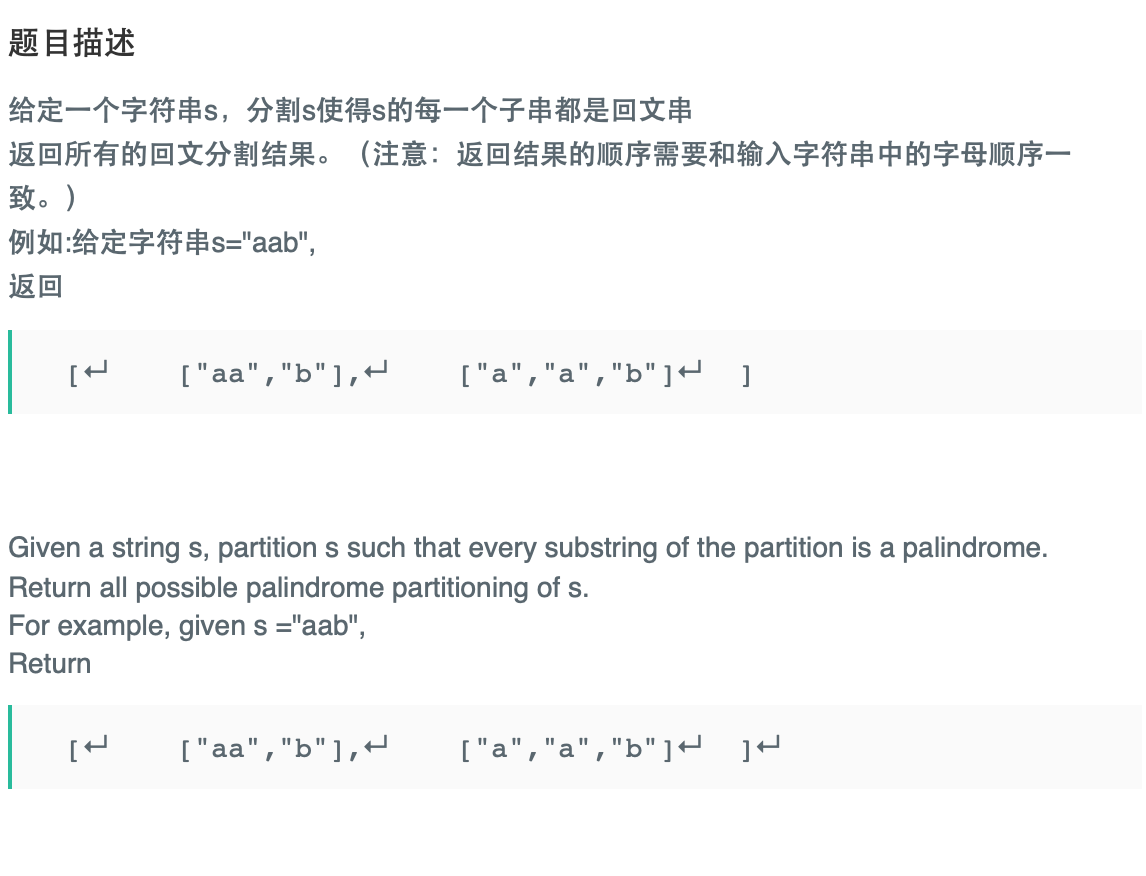 题目描述
给定一个字符串s，分割s使得s的每一个子串都是回文串
返回所有的回文分割结果。（注意：返回结果的顺序需要和输入字符串中的字母顺序一
致。）
例如:给定字符串s="aab",
返回
[↵    ["aa","b"],↵    ["a","a","b"]↵  ]
Given a string s, partition s such that every substring of the partition is a palindrome.
Return all possible palindrome partitioning of s.
For example, given s ="aab",
Return
[↵    ["aa","b"],↵    ["a","a","b"]↵  ]↵